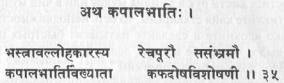 अथ कपालभातिः ।
भस्त्रावल्लोहकारस्य रेचपूरौ ससंभ्रमौ ।
कपालभातिर्विख्याता कफदोषविशोषणी ॥ ३५